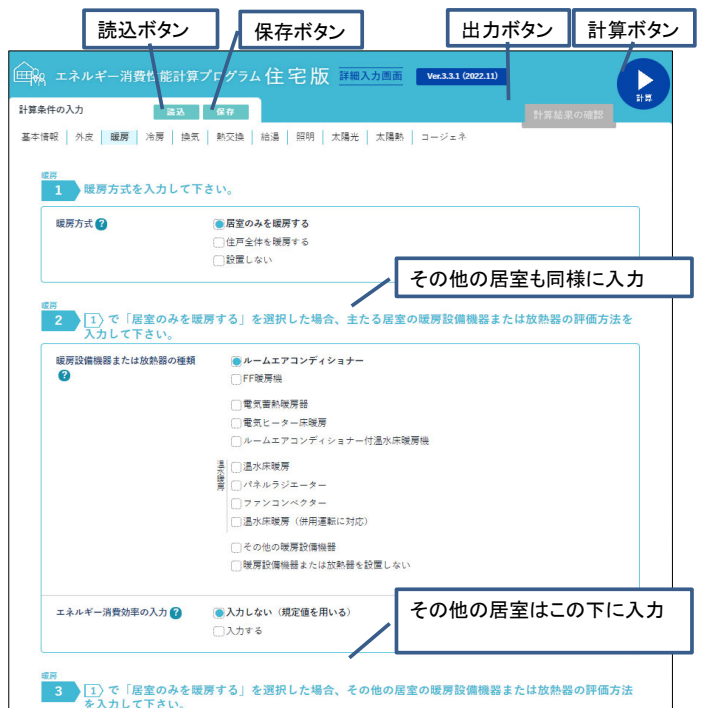 読込ボタン
保存ボタン
出力ボタン
計算ボタン
エネルギー消費性能計算プログラム 住宅版 詳細入力画面 Ver.3.3.1 (2022.11)
計算
計算条件の入力
読込
保存
計算結果の確認
基本情報 外皮 暖房 冷房 換気 熱交換 給湯 照明 太陽光 太陽熱 コージェネ
暖房
1 暖房方式を入力して下さい。
暖房方式 ?
居室のみを暖房する
住戸全体を暖房する
設置しない
その他の居室も同様に入力
暖房
2 1 で「居室のみを暖房する」を選択した場合、主たる居室の暖房設備機器または放熱器の評価方法を
入力して下さい。
暖房設備機器または放熱器の種類
?
ルームエアコンディショナー
FF暖房機
電気蓄熱暖房器
電気ヒーター床暖房
ルームエアコンディショナー付温水床暖房機
温水暖房
温水床暖房
パネルラジエーター
ファンコンベクター
温水床暖房（併用運転に対応）
その他の暖房設備機器
暖房設備機器または放熱器を設置しない
その他の居室はこの下に入力
エネルギー消費効率の入力 ?
入力しない（規定値を用いる）
入力する
暖房
3 1 で「居室のみを暖房する」を選択した場合、その他の居室の暖房設備機器または放熱器の評価方法
を入力して下さい。